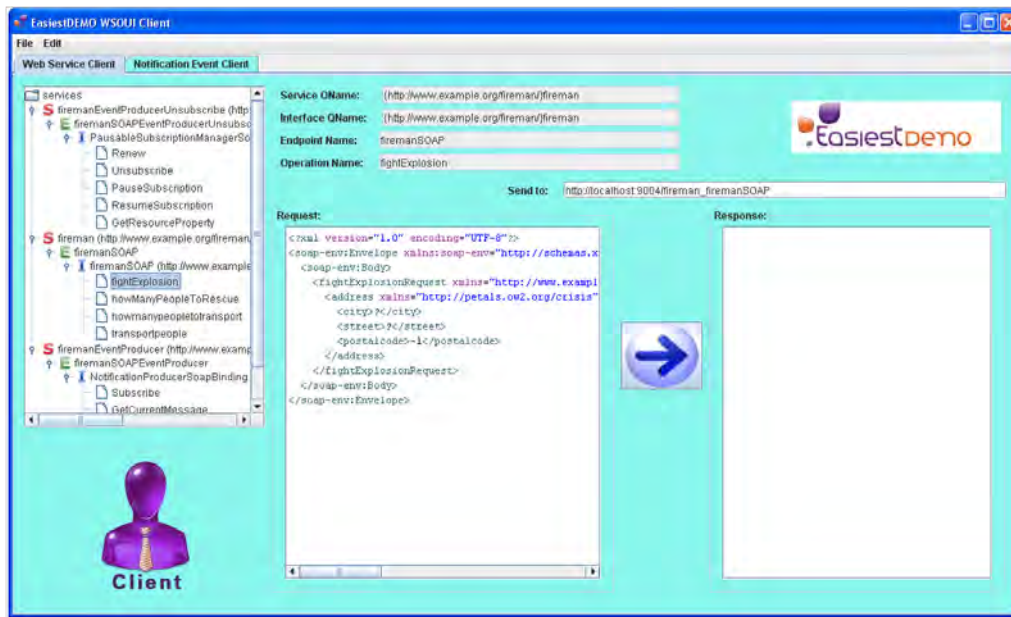 EasiestDEMO WSOUI Client
File Edit
Web Service Client Notification Event Client
services
S firemanEventProducerUnsubscribe (http
E firemanSOAPEventProducerUnsubsc
I PausableSubscriptionManagerSo
Renew
Unsubscribe
PauseSubscription
ResumeSubscription
GetResourceProperty
S fireman (http://www.example.org/fireman
E firemanSOAP
I firemanSOAP (http://www.example
fightExplosion
howManyPeopleToRescue
howmanypeopletotransport
transportpeople
S firemanEventProducer (http://www.examp
E firemanSOAPEventProducer
I NotificationProducerSoapBinding
Subscribe
GetCurrentMessage
Client
Service QName: {http://www.example.org/fireman/}fireman
Interface QName: {http://www.example.org/fireman/}fireman
Endpoint Name: firemanSOAP
Operation Name: fightExplosion
EasiestDemo
Send to: http://localhost:9004/fireman_firemanSOAP
Request:
<?xml version="1.0" encoding="UTF-8"?>
<soap-env:Envelope xmlns:soap-env="http://schemas.x
<soap-env:Body>
<fightExplosionRequest xmlns="http://www.exampl
<address xmlns="http://petals.ow2.org/crisis"
<city>?</city>
<street>?</street>
<postalcode>-1</postalcode>
</address>
</fightExplosionRequest>
</soap-env:Body>
</soap-env:Envelope>
Response: